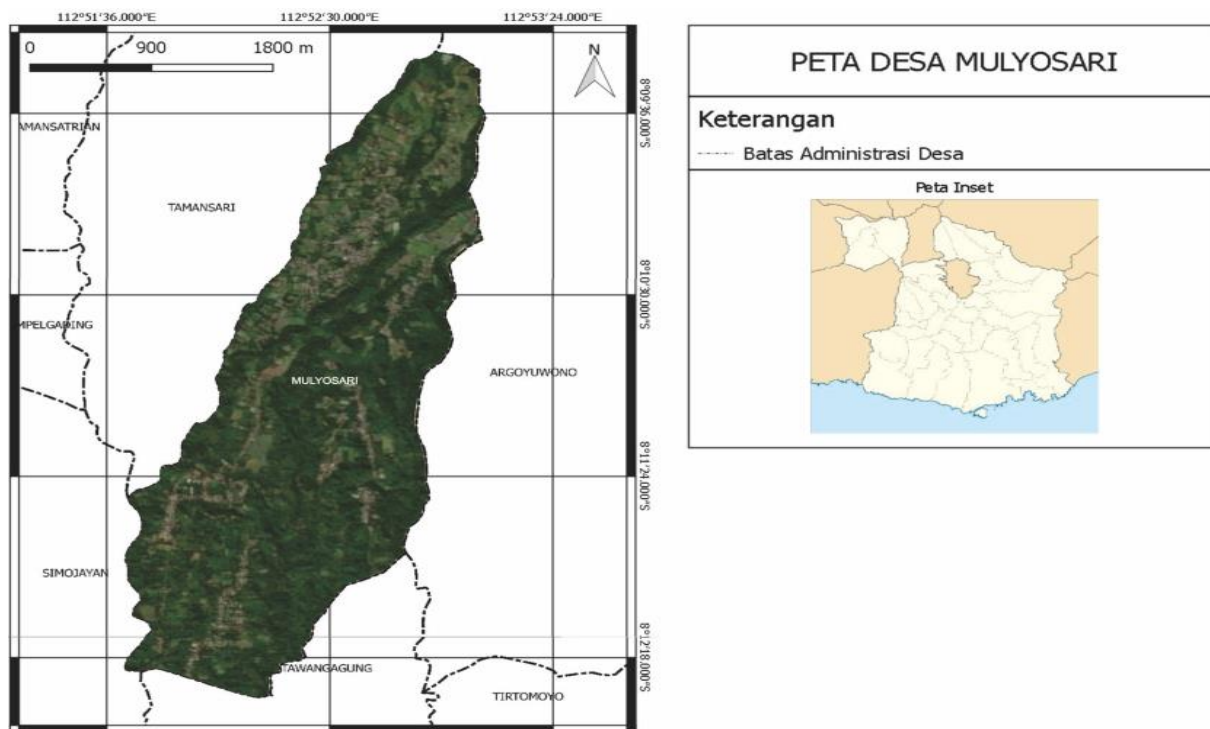 112°51'36.000"E 112°52'30.000"E 112°53'24.000"E
0 900 1800 m
N
8°09'36.000"S
AMANSATRIAN
TAMANSARI
8°10'30.000"S
MPELGADING
MULYOSARI
ARGOYUWONO
8°11'24.000"S
SIMOJAYAN
8°12'18.000"S
TAWANGAGUNG
TIRTOMOYO
PETA DESA MULYOSARI
Keterangan
Batas Administrasi Desa
Peta Inset